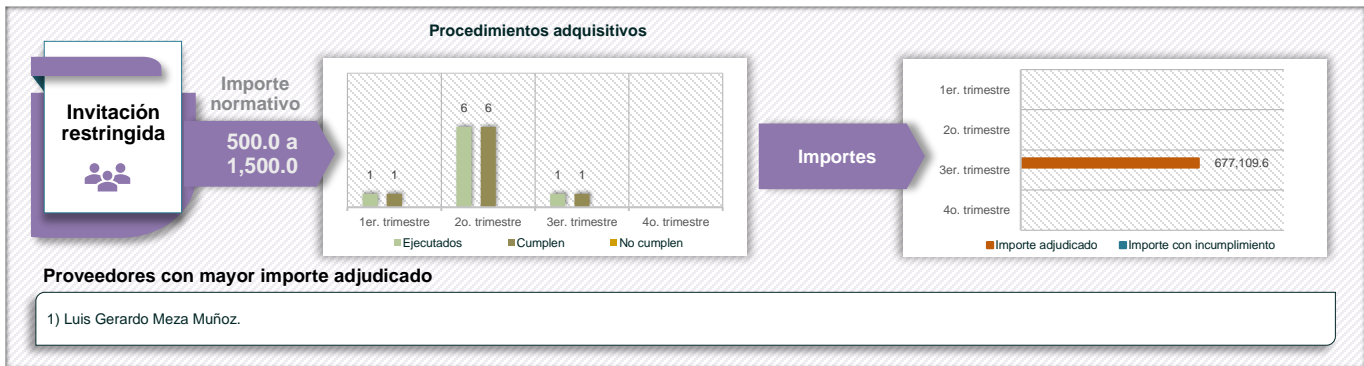 Procedimientos adquisitivos
Invitación
restringida
Importe
normativo
500.0 a
1,500.0
6 6
1 1
1 1
1er. trimestre 2o. trimestre 3er. trimestre 4o. trimestre
Ejecutados Cumplen No cumplen
Importes
1er. trimestre
2o. trimestre
3er. trimestre
677,109.6
4o. trimestre
Importe adjudicado Importe con incumplimiento
Proveedores con mayor importe adjudicado
1) Luis Gerardo Meza Muñoz.